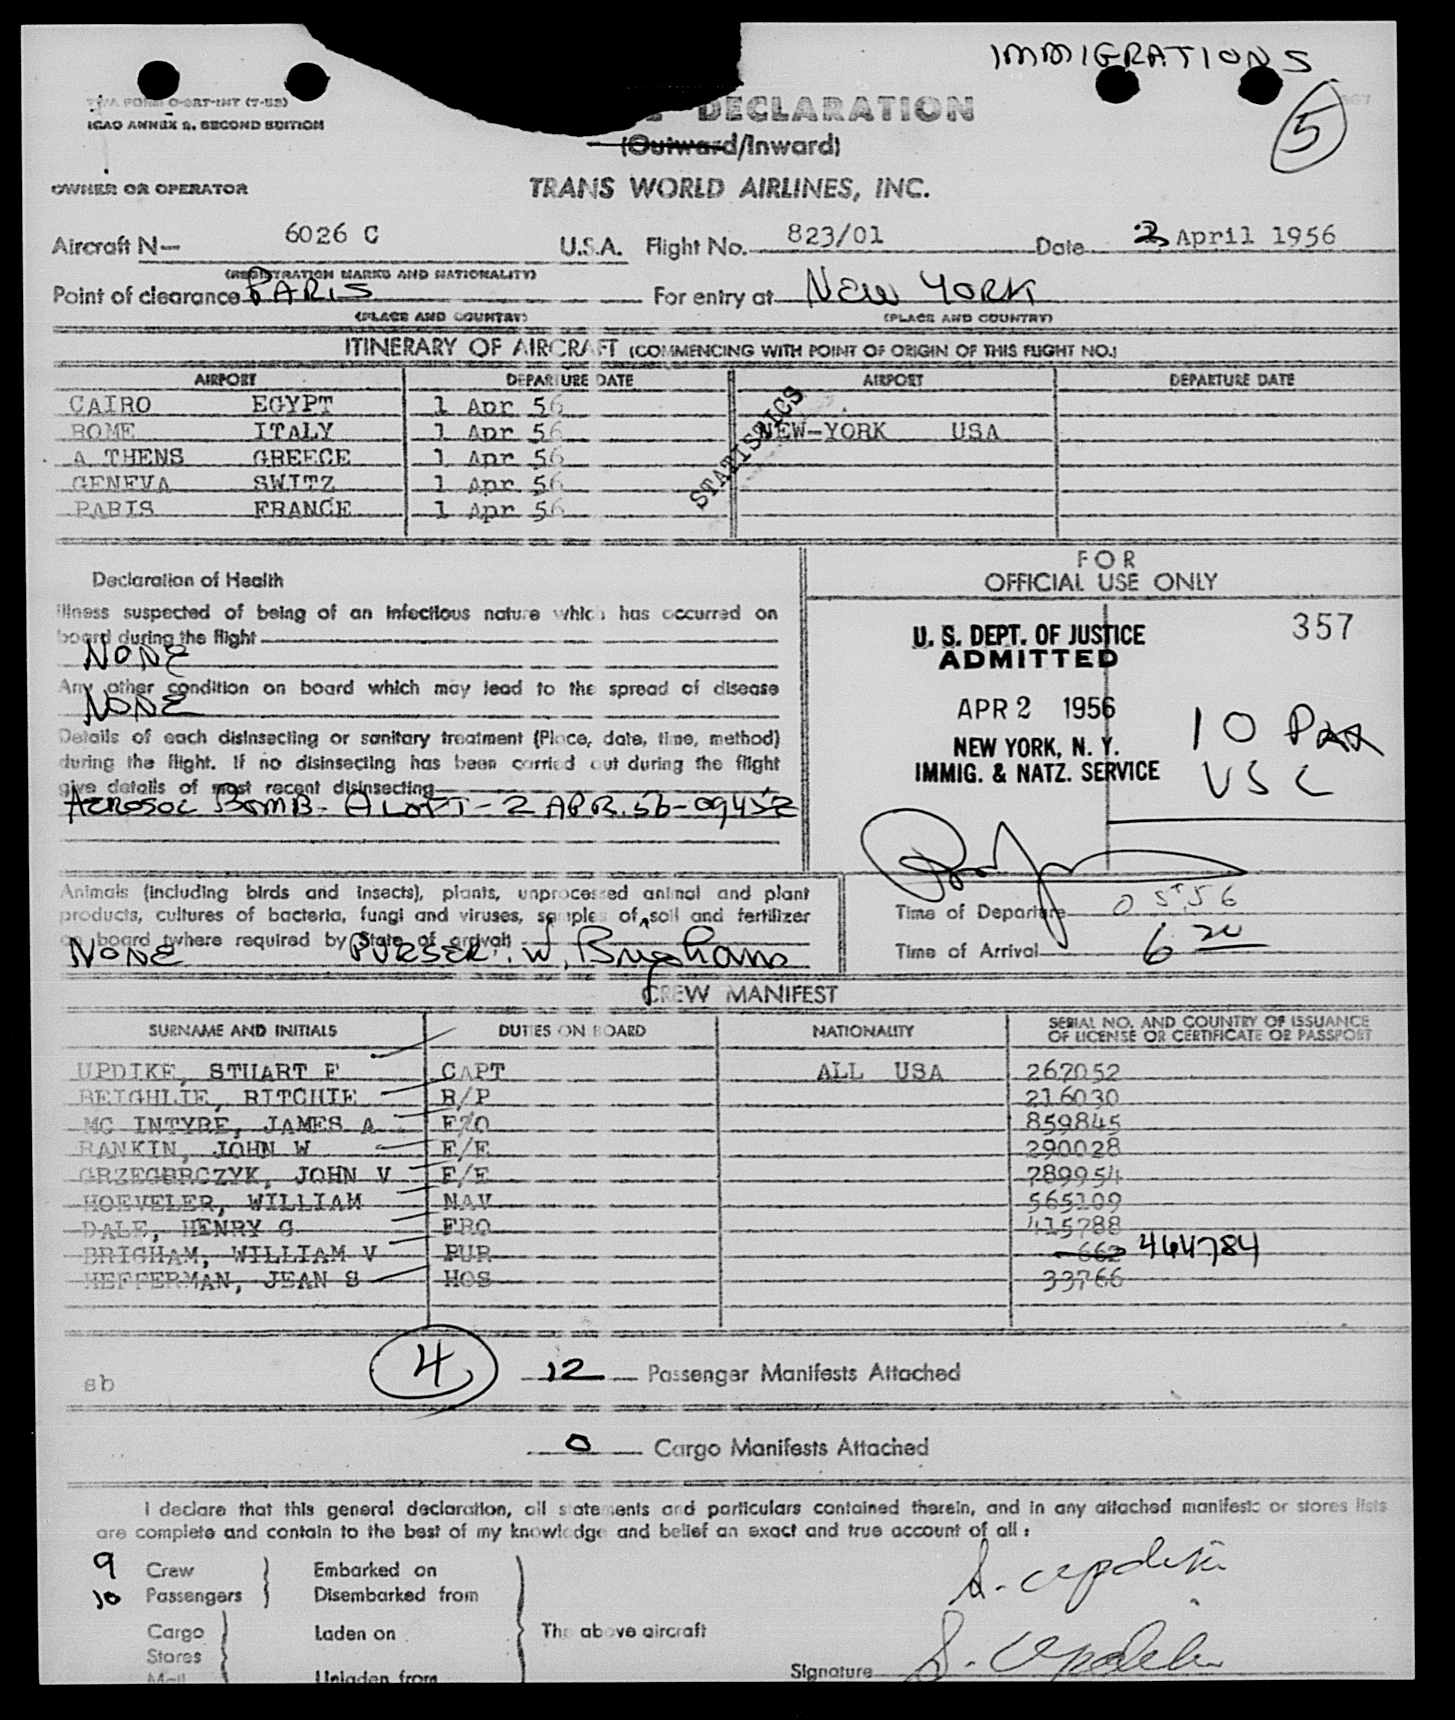 IMMIGRATIONS
TWA FORM O-3RT-INT (7-52)
ICAO ANNEX 9, SECOND EDITION
DECLARATION
5
(Outward/Inward)
OWNER OR OPERATOR
TRANS WORLD AIRLINES, INC.
Aircraft N— 6026 C U.S.A. Flight No. 823/01 Date 2 April 1956
(REGISTRATION MARKS AND NATIONALITY)
Point of clearance PARIS For entry at NEW YORK
(PLACE AND COUNTRY) (PLACE AND COUNTRY)
ITINERARY OF AIRCRAFT (COMMENCING WITH POINT OF ORIGIN OF THIS FLIGHT NO.)
AIRPORT DEPARTURE DATE AIRPORT DEPARTURE DATE
CAIRO EGYPT 1 Apr 56
ROME ITALY 1 Apr 56 NEW-YORK USA
A THENS GREECE 1 Apr 56
GENEVA SWITZ 1 Apr 56
PARIS FRANCE 1 Apr 56
STATISTICS
Declaration of Health
Illness suspected of being of an infectious nature which has occurred on
board during the flight
NONE
Any other condition on board which may lead to the spread of disease
NONE
Details of each disinsecting or sanitary treatment (Place, date, time, method)
during the flight. If no disinsecting has been carried out during the flight
give details of most recent disinsecting
AEROSOL BOMB - ALOFT - 2 APR. 56 - 0945Z
FOR
OFFICIAL USE ONLY
357
U. S. DEPT. OF JUSTICE
ADMITTED
APR 2 1956
NEW YORK, N. Y.
IMMIG. & NATZ. SERVICE
10 Pax
USC
Animals (including birds and insects), plants, unprocessed animal and plant
products, cultures of bacteria, fungi and viruses, samples of soil and fertilizer
on board (where required by State of arrival)
NONE PURSER: W. Brigham
Time of Departure 0556
Time of Arrival 6 20
CREW MANIFEST
SURNAME AND INITIALS DUTIES ON BOARD NATIONALITY SERIAL NO. AND COUNTRY OF ISSUANCE
OF LICENSE OR CERTIFICATE OR PASSPORT
UPDIKE, STUART F CAPT ALL USA 267052
BEIGHLIE, RITCHIE R/P 216030
MC INTYRE, JAMES A F/O 859845
RANKIN, JOHN W F/E 290028
GRZEGORCZYK, JOHN V F/E 289954
HOEVELER, WILLIAM NAV 565109
DALE, HENRY G FRO 415788
BRIGHAM, WILLIAM V PUR 662 464784
HEFFERMAN, JEAN S HOS 33766
sb
4
12 Passenger Manifests Attached
0 Cargo Manifests Attached
I declare that this general declaration, all statements and particulars contained therein, and in any attached manifests or stores lists
are complete and contain to the best of my knowledge and belief an exact and true account of all:
9 Crew Embarked on
10 Passengers Disembarked from
S. Updike
Cargo Laden on The above aircraft
Stores
Mail Unladen from
Signature S. Updike